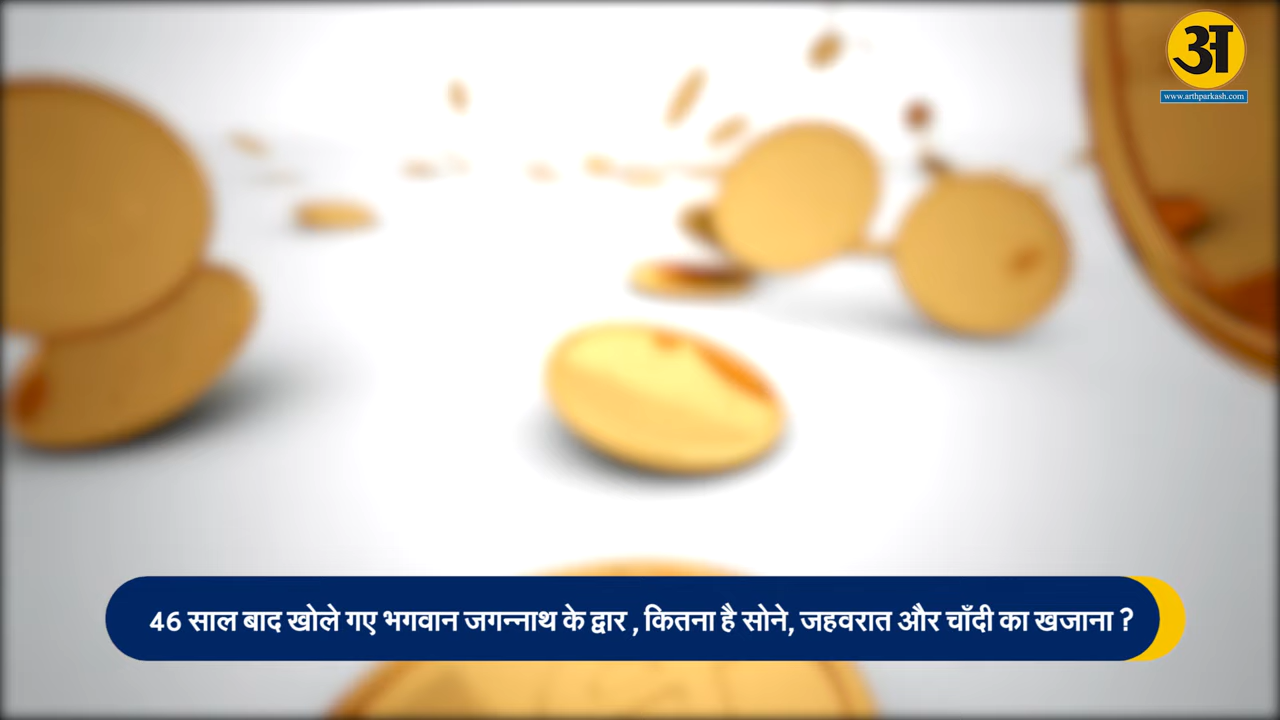 अ
www.arthparkash.com
46 साल बाद खोले गए भगवान जगन्नाथ के द्वार , कितना है सोने, जहवरात और चाँदी का खजाना ?